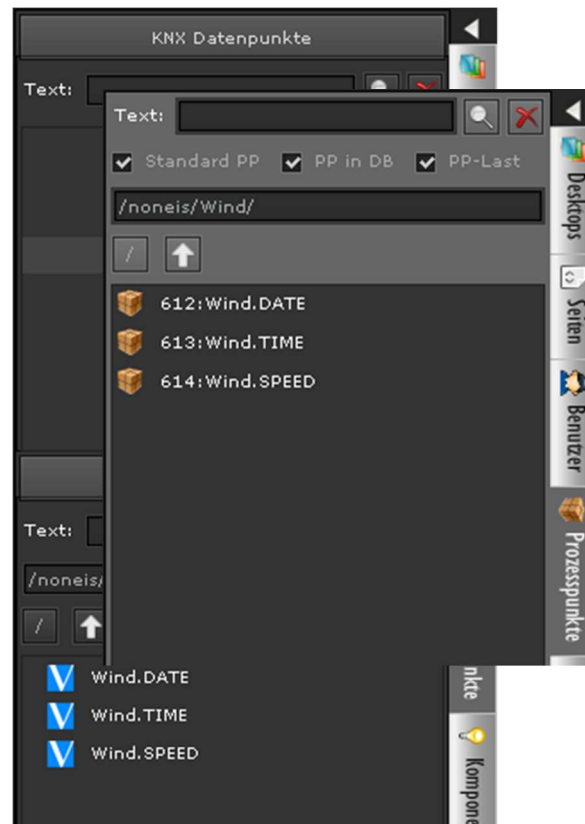 KNX Datenpunkte
Text:
Text:
Standard PP
PP in DB
PP-Last
/noneis/Wind/
/
612:Wind.DATE
613:Wind.TIME
614:Wind.SPEED
Desktops
Seiten
Benutzer
Prozesspunkte
Text:
/noneis/
/
Wind.DATE
Wind.TIME
Wind.SPEED
nkte
Kompone